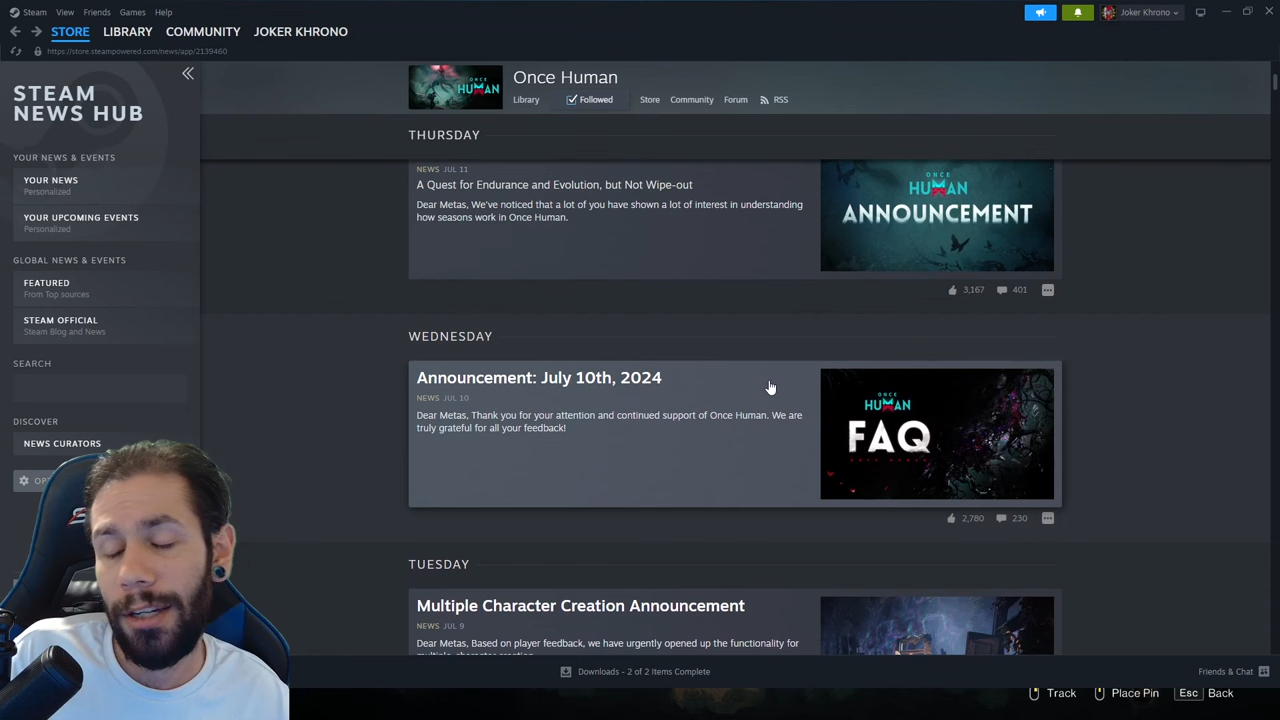 Steam View Friends Games Help
Joker Khrono
STORE LIBRARY COMMUNITY JOKER KHRONO
https://store.steampowered.com/news/app/2139460
STEAM
NEWS HUB
YOUR NEWS & EVENTS
YOUR NEWS
Personalized
YOUR UPCOMING EVENTS
Personalized
GLOBAL NEWS & EVENTS
FEATURED
From Top sources
STEAM OFFICIAL
Steam Blog and News
SEARCH
DISCOVER
NEWS CURATORS
ONCE
HUMAN
Once Human
Library Followed Store Community Forum RSS
THURSDAY
NEWS JUL 11
A Quest for Endurance and Evolution, but Not Wipe-out
Dear Metas, We've noticed that a lot of you have shown a lot of interest in understanding
how seasons work in Once Human.
ONCE
HUMAN
ANNOUNCEMENT
3,167 401
WEDNESDAY
Announcement: July 10th, 2024
NEWS JUL 10
Dear Metas, Thank you for your attention and continued support of Once Human. We are
truly grateful for all your feedback!
ONCE
HUMAN
FAQ
2,780 230
TUESDAY
Multiple Character Creation Announcement
NEWS JUL 9
Dear Metas, Based on player feedback, we have urgently opened up the functionality for
Downloads - 2 of 2 Items Complete
Friends & Chat
Track Place Pin Esc Back